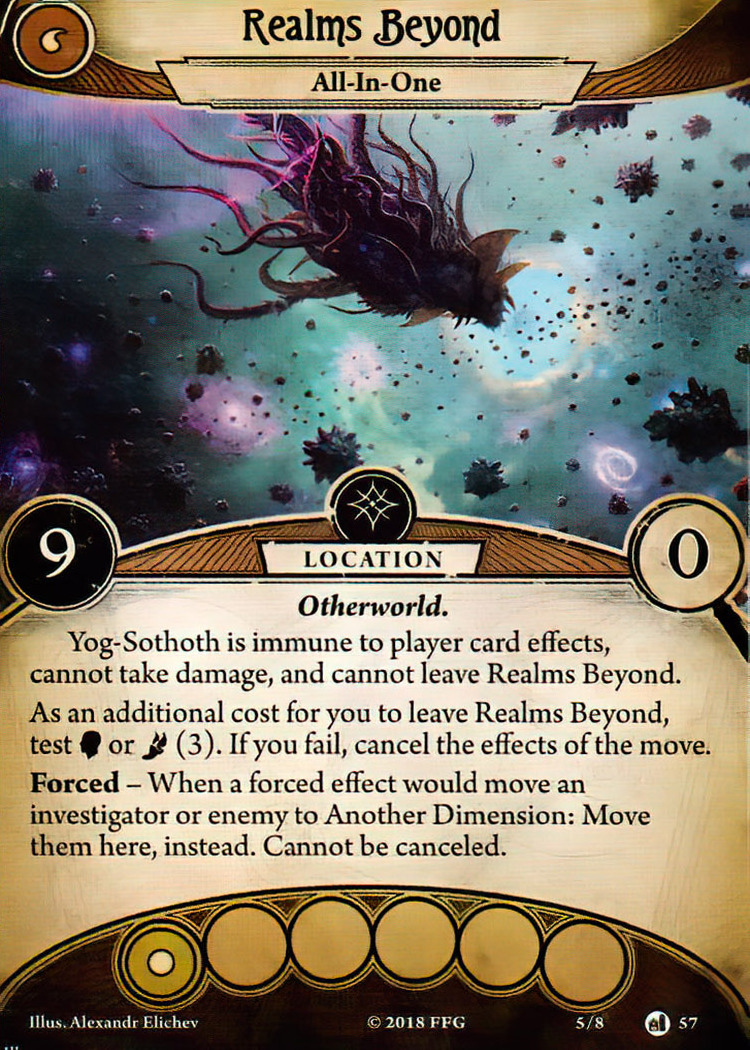 Realms Beyond
All-In-One
9
LOCATION
0
Otherworld.
Yog-Sothoth is immune to player card effects,
cannot take damage, and cannot leave Realms Beyond.
As an additional cost for you to leave Realms Beyond,
test or (3). If you fail, cancel the effects of the move.
Forced – When a forced effect would move an
investigator or enemy to Another Dimension: Move
them here, instead. Cannot be canceled.
Illus. Alexandr Elichev © 2018 FFG 5/8 57